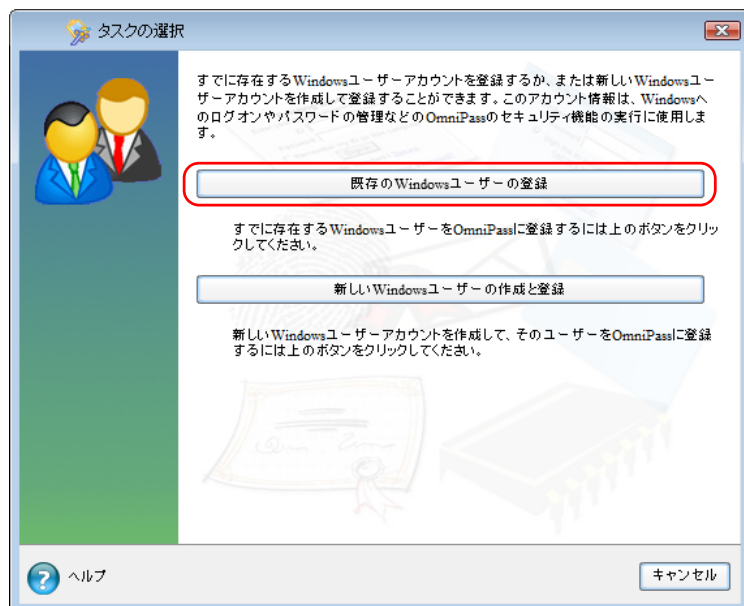 タスクの選択
すでに存在するWindowsユーザーアカウントを登録するか、または新しいWindowsユー
ザーアカウントを作成して登録することができます。このアカウント情報は、Windowsへ
のログオンやパスワードの管理などのOmniPassのセキュリティ機能の実行に使用しま
す。
既存のWindowsユーザーの登録
すでに存在するWindowsユーザーをOmniPassに登録するには上のボタンをクリッ
クしてください。
新しいWindowsユーザーの作成と登録
新しいWindowsユーザーアカウントを作成して、そのユーザーをOmniPassに登録
するには上のボタンをクリックしてください。
ヘルプ
キャンセル